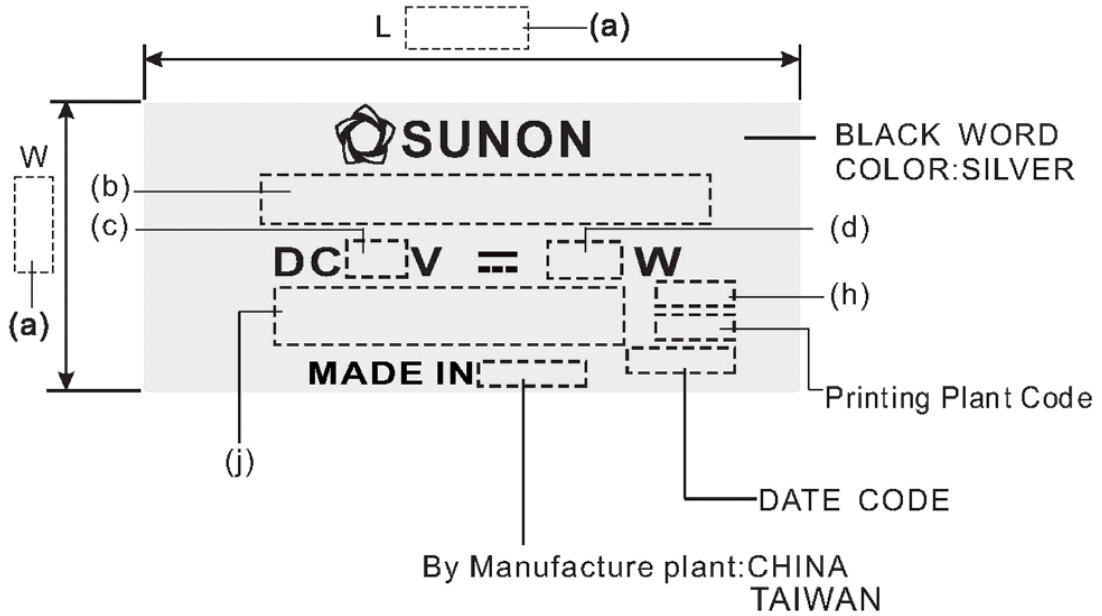 L (a)
SUNON
BLACK WORD
COLOR:SILVER
W
(b)
(c)
(d)
DC V W
(a)
(h)
(j)
MADE IN
Printing Plant Code
DATE CODE
By Manufacture plant:CHINA
TAIWAN